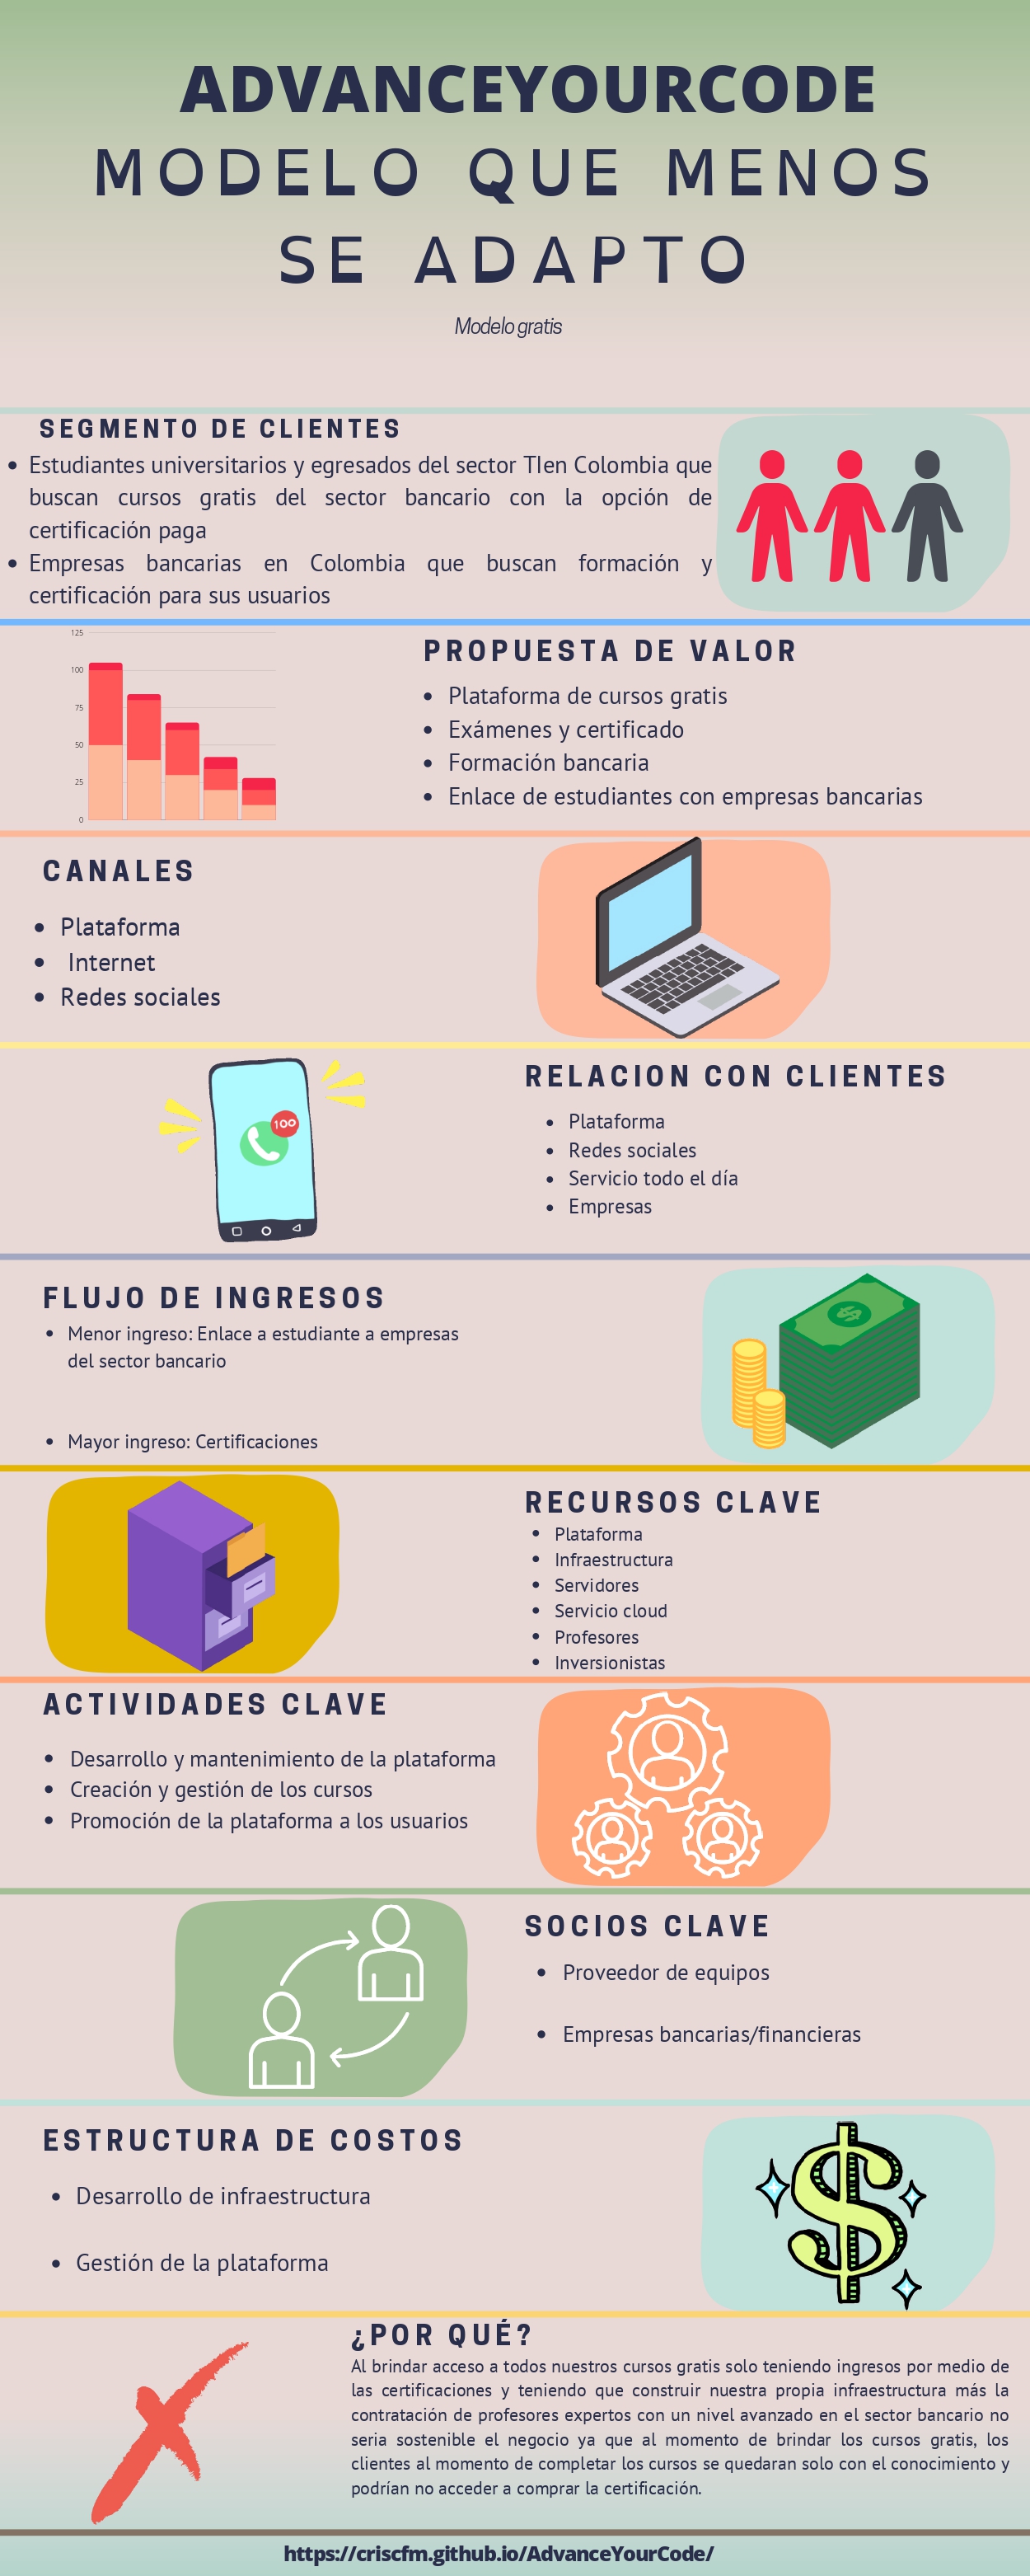 ADVANCEYOURCODE
MODELO QUE MENOS
SE ADAPTO
Modelo gratis
SEGMENTO DE CLIENTES
• Estudiantes universitarios y egresados del sector TIen Colombia que
buscan cursos gratis del sector bancario con la opción de
certificación paga
• Empresas bancarias en Colombia que buscan formación y
certificación para sus usuarios
125
100
75
50
25
0
PROPUESTA DE VALOR
• Plataforma de cursos gratis
• Exámenes y certificado
• Formación bancaria
• Enlace de estudiantes con empresas bancarias
CANALES
• Plataforma
• Internet
• Redes sociales
100
RELACION CON CLIENTES
• Plataforma
• Redes sociales
• Servicio todo el día
• Empresas
FLUJO DE INGRESOS
• Menor ingreso: Enlace a estudiante a empresas
del sector bancario
• Mayor ingreso: Certificaciones
$
RECURSOS CLAVE
• Plataforma
• Infraestructura
• Servidores
• Servicio cloud
• Profesores
• Inversionistas
ACTIVIDADES CLAVE
• Desarrollo y mantenimiento de la plataforma
• Creación y gestión de los cursos
• Promoción de la plataforma a los usuarios
SOCIOS CLAVE
• Proveedor de equipos
• Empresas bancarias/financieras
ESTRUCTURA DE COSTOS
• Desarrollo de infraestructura
• Gestión de la plataforma
$
¿POR QUÉ?
Al brindar acceso a todos nuestros cursos gratis solo teniendo ingresos por medio de
las certificaciones y teniendo que construir nuestra propia infraestructura más la
contratación de profesores expertos con un nivel avanzado en el sector bancario no
seria sostenible el negocio ya que al momento de brindar los cursos gratis, los
clientes al momento de completar los cursos se quedaran solo con el conocimiento y
podrían no acceder a comprar la certificación.
https://criscfm.github.io/AdvanceYourCode/